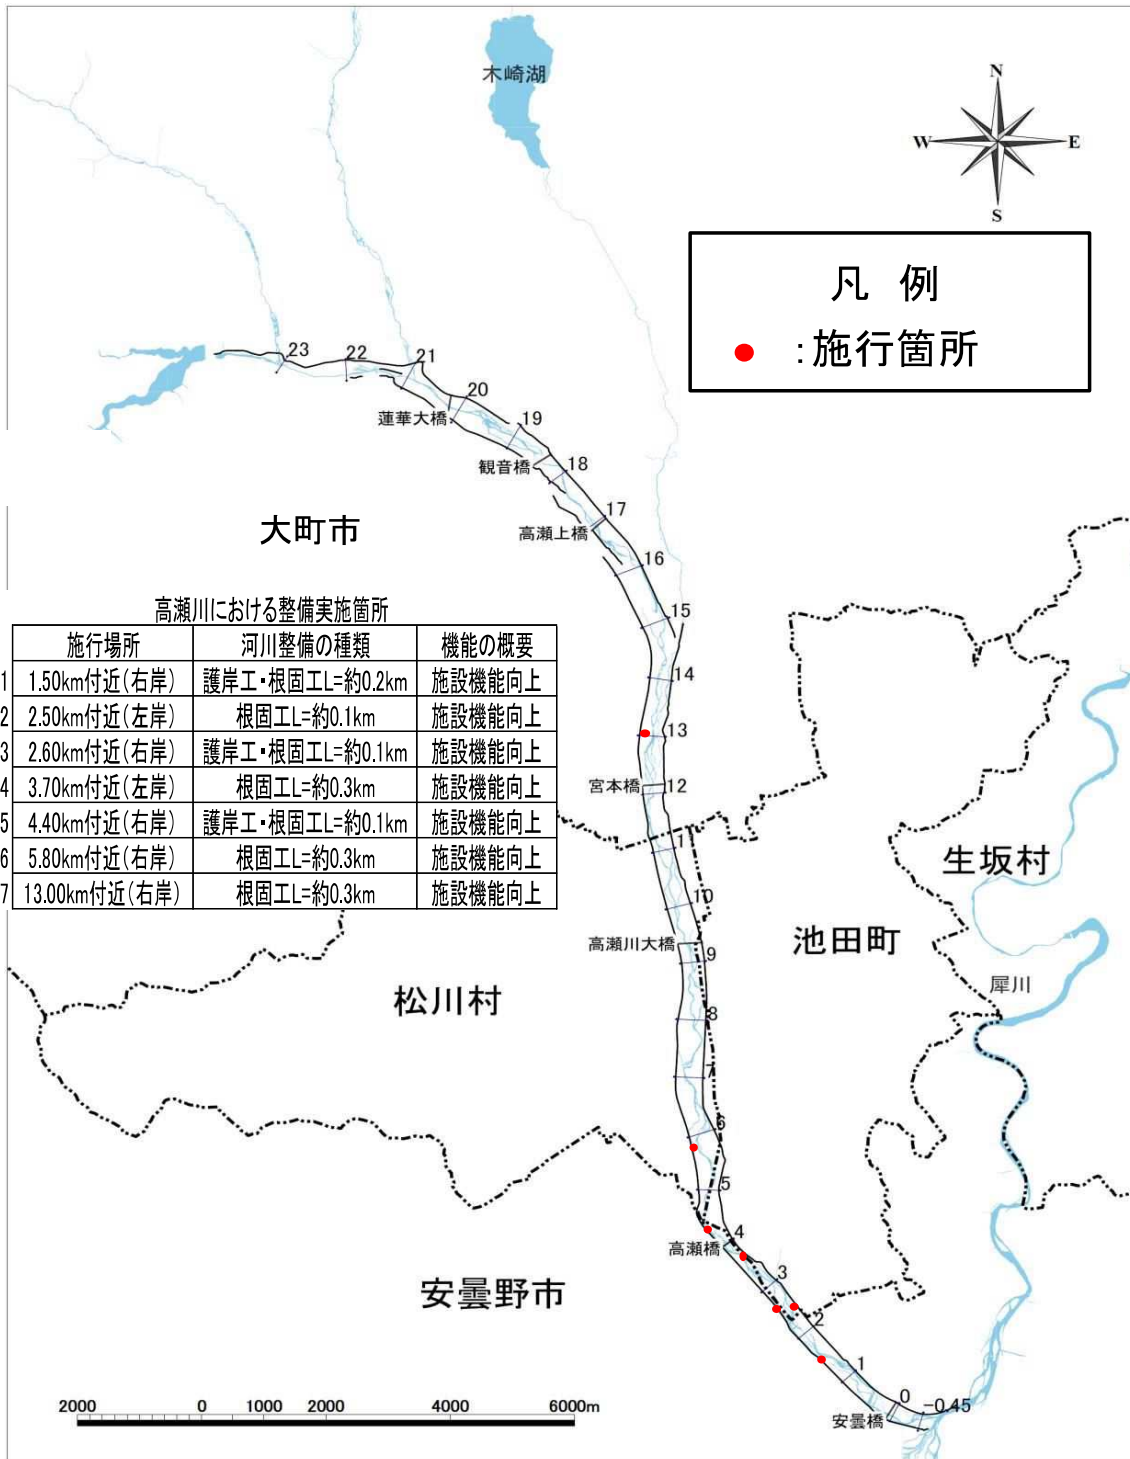 木崎湖
N
W
E
S
凡 例
● :施行箇所
23
22
21
20
蓮華大橋
19
観音橋
18
17
高瀬上橋
大町市
16
15
14
13
宮本橋
12
11
10
高瀬川大橋
9
8
7
6
5
4
高瀬橋
3
2
1
0
-0.45
安曇橋
高瀬川における整備実施箇所
施行場所 河川整備の種類 機能の概要
1 1.50km付近(右岸) 護岸工・根固工L=約0.2km 施設機能向上
2 2.50km付近(左岸) 根固工L=約0.1km 施設機能向上
3 2.60km付近(右岸) 護岸工・根固工L=約0.1km 施設機能向上
4 3.70km付近(左岸) 根固工L=約0.3km 施設機能向上
5 4.40km付近(右岸) 護岸工・根固工L=約0.1km 施設機能向上
6 5.80km付近(右岸) 根固工L=約0.3km 施設機能向上
7 13.00km付近(右岸) 根固工L=約0.3km 施設機能向上
生坂村
池田町
犀川
松川村
安曇野市
2000 0 1000 2000 4000 6000m